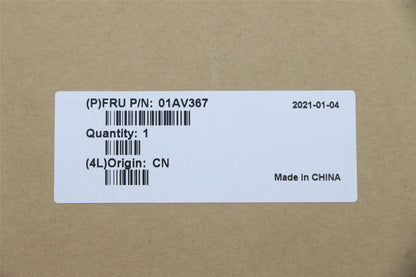 (P)FRU P/N: 01AV367
2021-01-04
Quantity: 1
(4L)Origin: CN
Made in CHINA